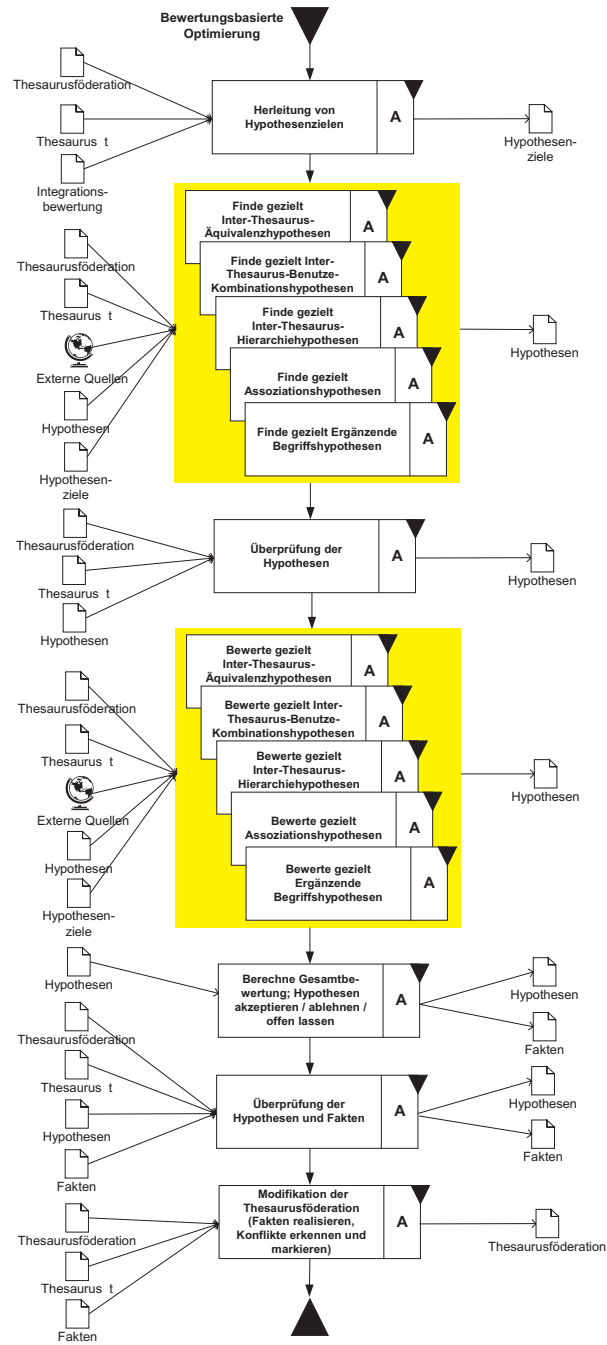 Bewertungsbasierte
Optimierung
Thesaurusföderation
Thesaurus t
Integrations-
bewertung
Herleitung von
Hypothesenzielen
A
Hypothesen-
ziele
Thesaurusföderation
Thesaurus t
Externe Quellen
Hypothesen
Hypothesen-
ziele
Finde gezielt
Inter-Thesaurus-
Äquivalenzhypothesen
A
Finde gezielt Inter-
Thesaurus-Benutze-
Kombinationshypothesen
A
Finde gezielt
Inter-Thesaurus-
Hierarchiehypothesen
A
Finde gezielt
Assoziationshypothesen
A
Finde gezielt Ergänzende
Begriffshypothesen
A
Hypothesen
Thesaurusföderation
Thesaurus t
Hypothesen
Überprüfung der
Hypothesen
A
Hypothesen
Thesaurusföderation
Thesaurus t
Externe Quellen
Hypothesen
Hypothesen-
ziele
Bewerte gezielt
Inter-Thesaurus-
Äquivalenzhypothesen
A
Bewerte gezielt Inter-
Thesaurus-Benutze-
Kombinationshypothesen
A
Bewerte gezielt
Inter-Thesaurus-
Hierarchiehypothesen
A
Bewerte gezielt
Assoziationshypothesen
A
Bewerte gezielt
Ergänzende
Begriffshypothesen
A
Hypothesen
Hypothesen
Berechne Gesamtbe-
wertung; Hypothesen
akzeptieren / ablehnen /
offen lassen
A
Hypothesen
Fakten
Thesaurusföderation
Thesaurus t
Hypothesen
Fakten
Überprüfung der
Hypothesen und Fakten
A
Hypothesen
Fakten
Thesaurusföderation
Thesaurus t
Fakten
Modifikation der
Thesaurusföderation
(Fakten realisieren,
Konflikte erkennen und
markieren)
A
Thesaurusföderation